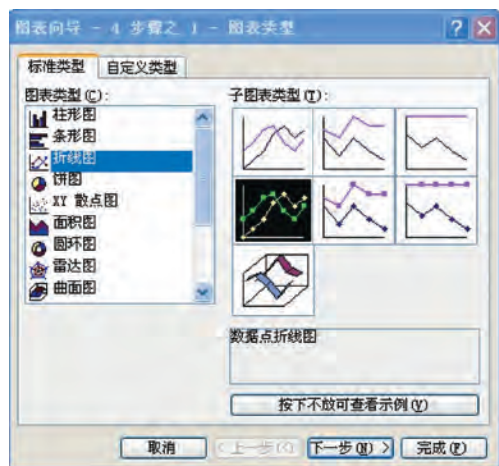 图表向导 - 4 步骤之 1 - 图表类型
标准类型 自定义类型
图表类型(C):
柱形图
条形图
折线图
饼图
XY 散点图
面积图
圆环图
雷达图
曲面图
子图表类型(T):
数据点折线图
按下不放可查看示例(V)
取消 <上一步(B) 下一步(N)> 完成(F)